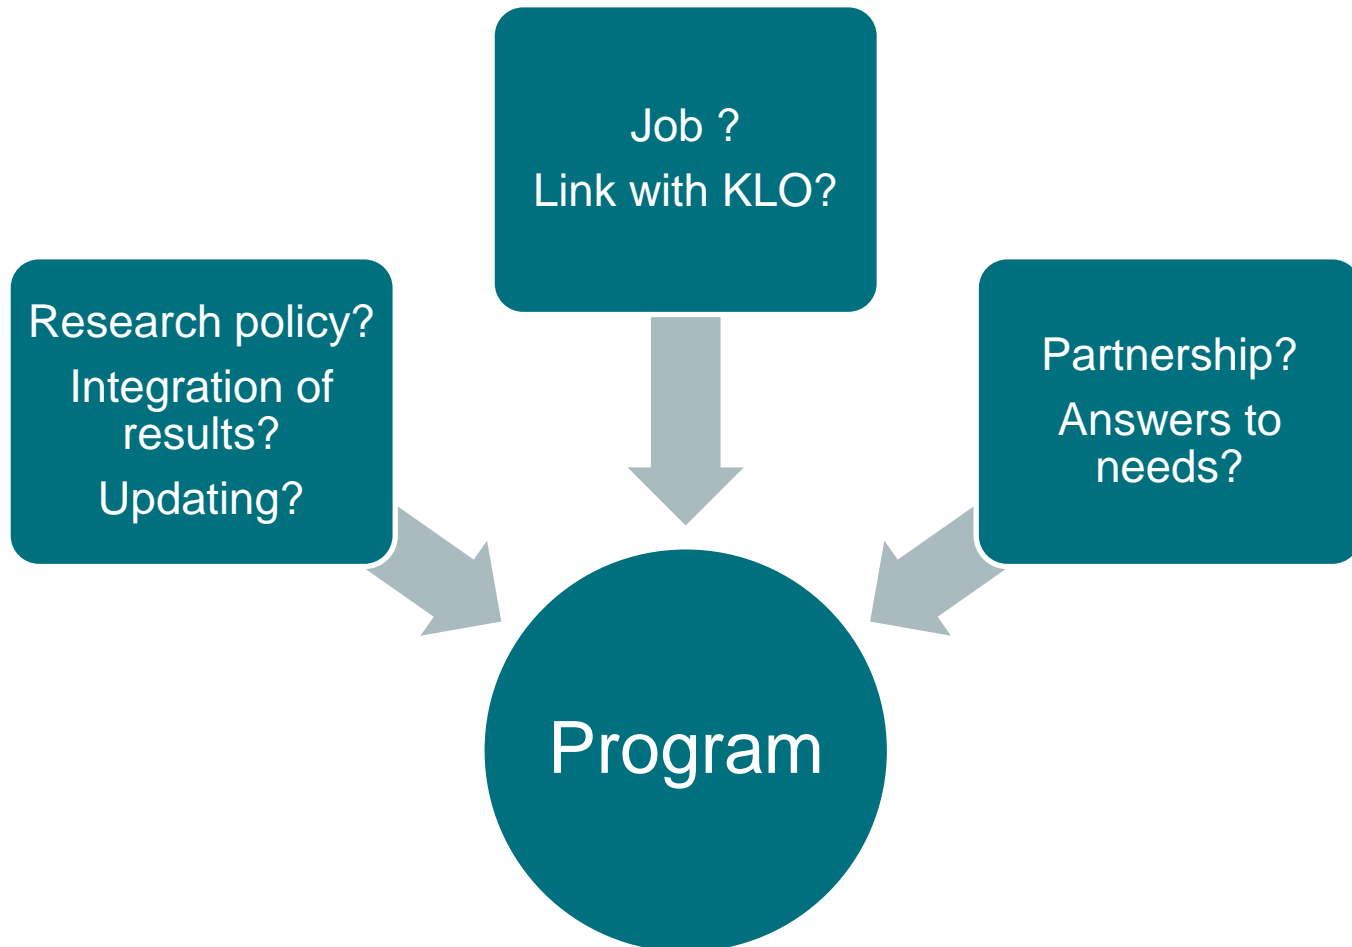 Job ?
Link with KLO?
Research policy?
Integration of
results?
Updating?
Partnership?
Answers to
needs?
Program